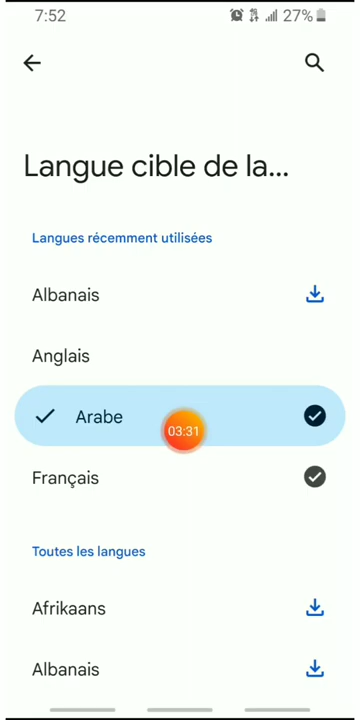 7:52 27%
Langue cible de la...
Langues récemment utilisées
Albanais
Anglais
Arabe
03:31
Français
Toutes les langues
Afrikaans
Albanais